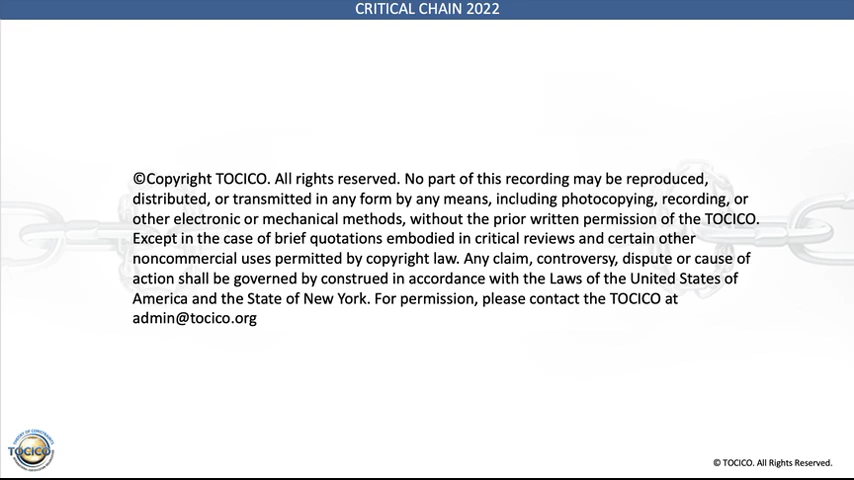 CRITICAL CHAIN 2022
©Copyright TOCICO. All rights reserved. No part of this recording may be reproduced,
distributed, or transmitted in any form by any means, including photocopying, recording, or
other electronic or mechanical methods, without the prior written permission of the TOCICO.
Except in the case of brief quotations embodied in critical reviews and certain other
noncommercial uses permitted by copyright law. Any claim, controversy, dispute or cause of
action shall be governed by construed in accordance with the Laws of the United States of
America and the State of New York. For permission, please contact the TOCICO at
admin@tocico.org
TOCICO
© TOCICO. All Rights Reserved.